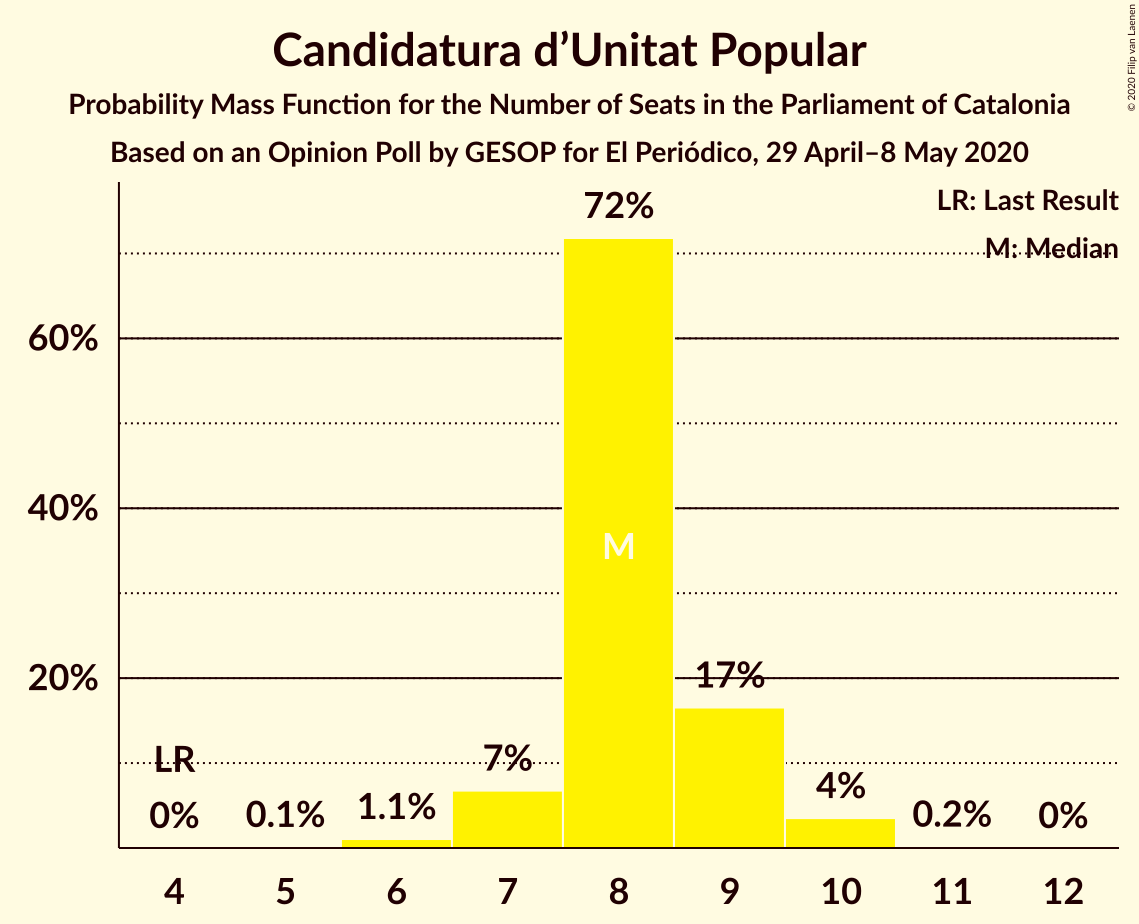 Candidatura d’Unitat Popular
Probability Mass Function for the Number of Seats in the Parliament of Catalonia
Based on an Opinion Poll by GESOP for El Periódico, 29 April–8 May 2020
© 2020 Filip van Laenen
LR: Last Result
M: Median
72%
60%
40%
M
20%
17%
LR
7%
4%
0%
0.1%
1.1%
0.2%
0%
4 5 6 7 8 9 10 11 12